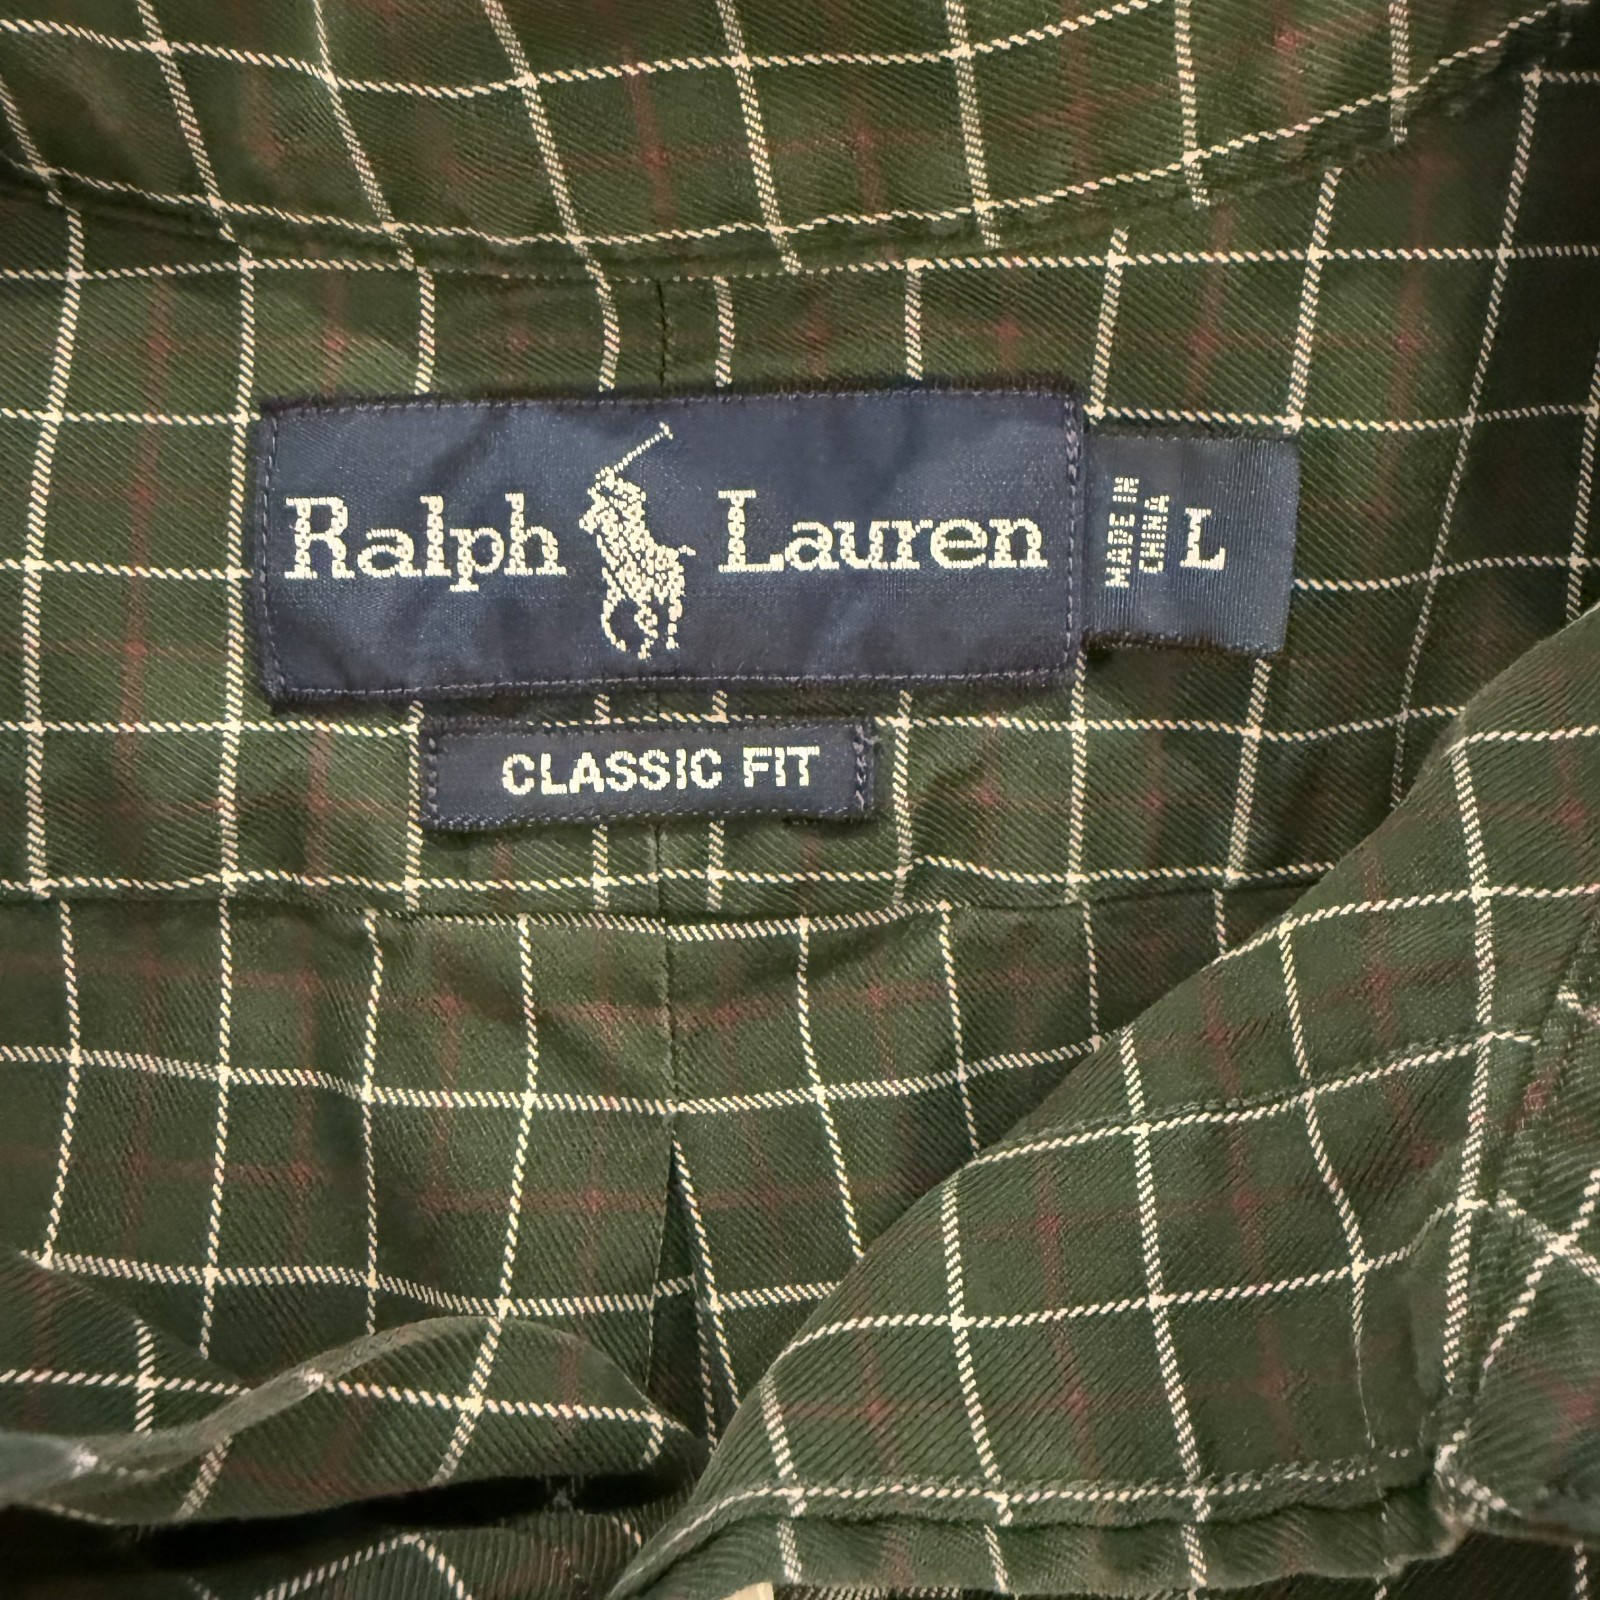 Ralph Lauren
MADE IN
CHINA
L
CLASSIC FIT